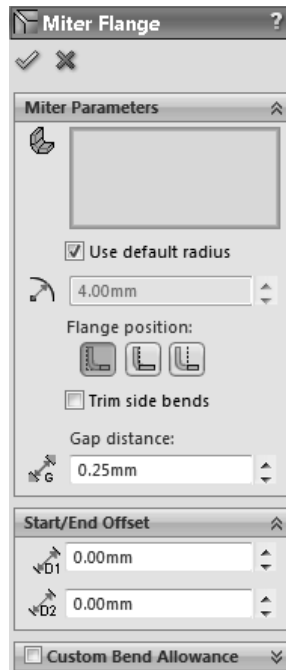 Miter Flange ?
Miter Parameters
Use default radius
4.00mm
Flange position:
Trim side bends
Gap distance:
G 0.25mm
Start/End Offset
D1 0.00mm
D2 0.00mm
Custom Bend Allowance